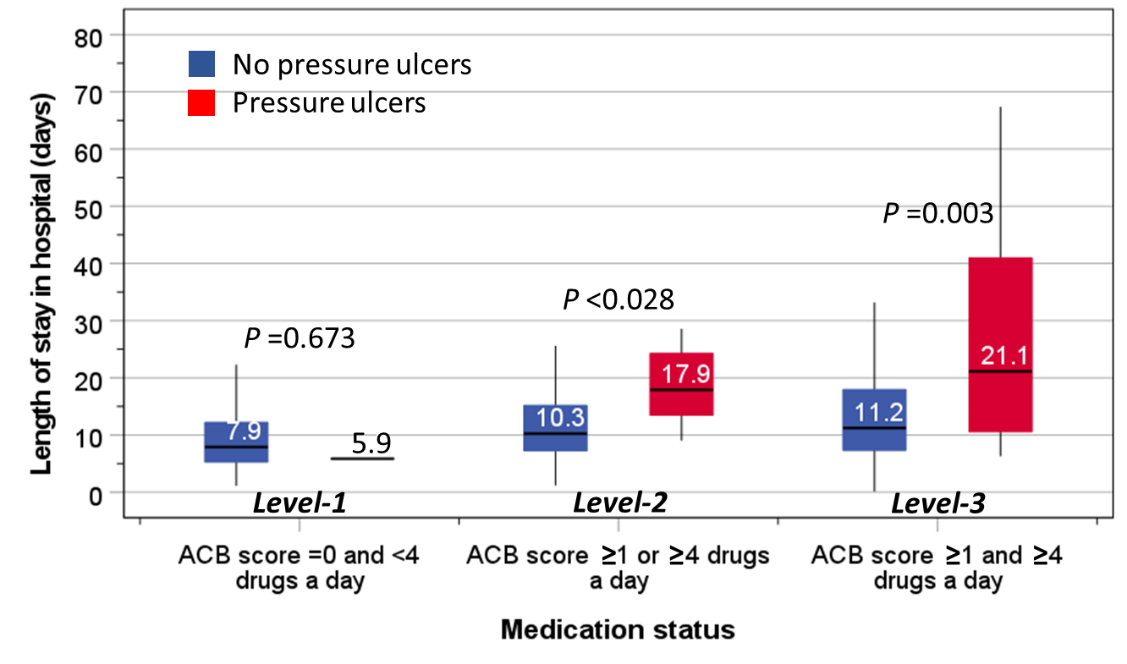 80
70
60
50
40
30
20
10
0
Length of stay in hospital (days)
No pressure ulcers
Pressure ulcers
P =0.673
P <0.028
P =0.003
7.9
5.9
10.3
17.9
11.2
21.1
Level-1
Level-2
Level-3
ACB score =0 and <4
drugs a day
ACB score ≥1 or ≥4 drugs
a day
ACB score ≥1 and ≥4
drugs a day
Medication status